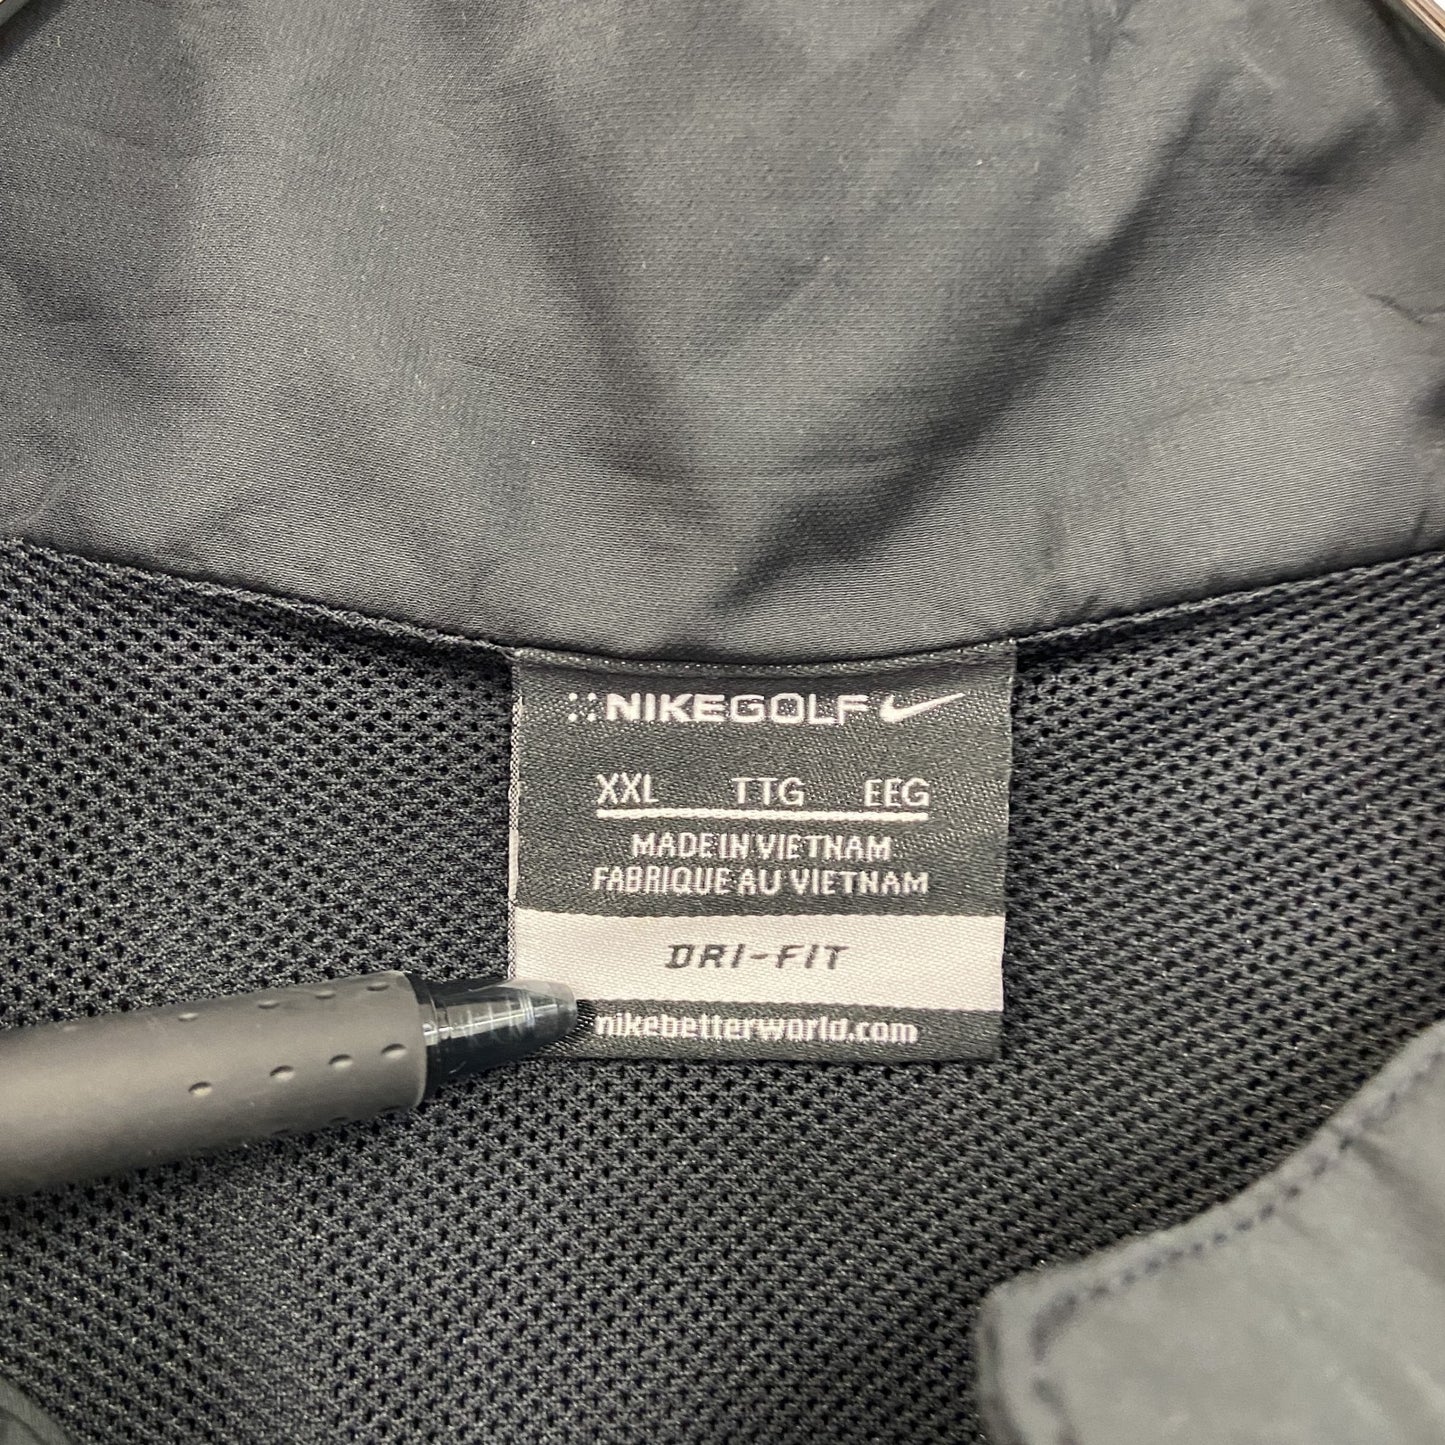 NIKEGOLF
XXL TTG EEG
MADE IN VIETNAM
FABRIQUE AU VIETNAM
DRI-FIT
nikebetterworld.com